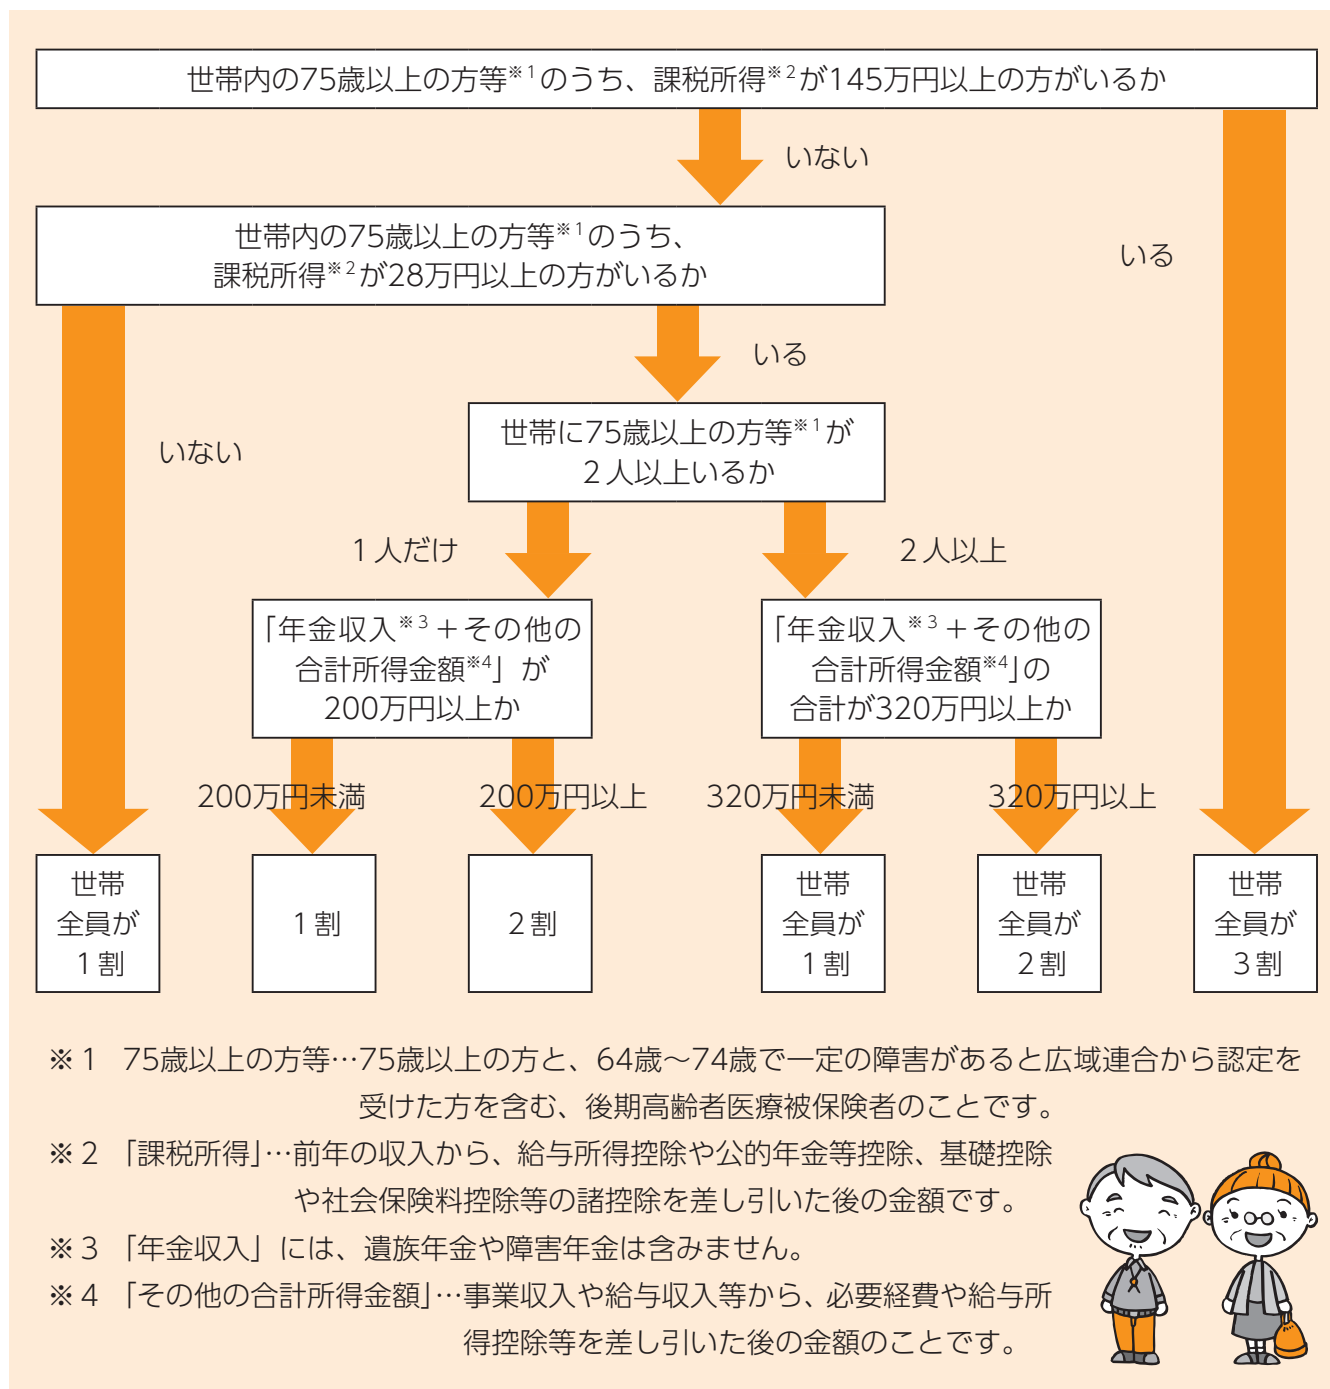 世帯内の75歳以上の方等※1のうち、課税所得※2が145万円以上の方がいるか
いない
いる
世帯内の75歳以上の方等※1のうち、
課税所得※2が28万円以上の方がいるか
いない
いる
世帯に75歳以上の方等※1が
2人以上いるか
1人だけ
2人以上
「年金収入※3+その他の
合計所得金額※4」が
200万円以上か
「年金収入※3+その他の
合計所得金額※4」の
合計が320万円以上か
200万円未満
200万円以上
320万円未満
320万円以上
世帯
全員が
1割
1割
2割
世帯
全員が
1割
世帯
全員が
2割
世帯
全員が
3割
※1 75歳以上の方等…75歳以上の方と、64歳〜74歳で一定の障害があると広域連合から認定を
受けた方を含む、後期高齢者医療被保険者のことです。
※2 「課税所得」…前年の収入から、給与所得控除や公的年金等控除、基礎控除
や社会保険料控除等の諸控除を差し引いた後の金額です。
※3 「年金収入」には、遺族年金や障害年金は含みません。
※4 「その他の合計所得金額」…事業収入や給与収入等から、必要経費や給与所
得控除等を差し引いた後の金額のことです。